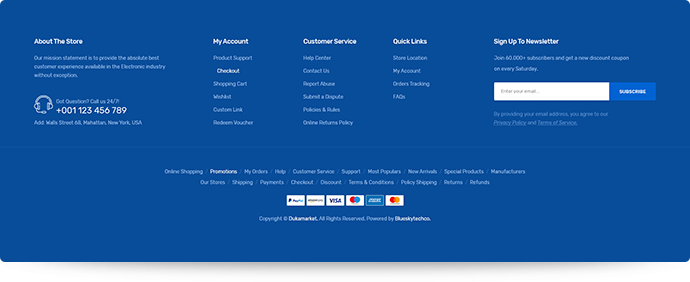 About The Store
Our mission statement is to provide the absolute best
customer experience available in the Electronic industry
without exception.
Got Question? Call us 24/7!
+001 123 456 789
Add: Walls Street 68, Mahattan, New York, USA
My Account
Product Support
Checkout
Shopping Cart
Wishlist
Custom Link
Redeem Voucher
Customer Service
Help Center
Contact Us
Report Abuse
Submit a Dispute
Policies & Rules
Online Returns Policy
Quick Links
Store Location
My Account
Orders Tracking
FAQs
Sign Up To Newsletter
Join 60.000+ subscribers and get a new discount coupon
on every Saturday.
Enter your email...
SUBSCRIBE
By providing your email address, you agree to our
Privacy Policy and Terms of Service.
Online Shopping / Promotions / My Orders / Help / Customer Service / Support / Most Populars / New Arrivals / Special Products / Manufacturers
Our Stores / Shipping / Payments / Checkout / Discount / Terms & Conditions / Policy Shipping / Returns / Refunds
PayPal VISA
Copyright © Dukamarket. All Rights Reserved. Powered by Blueskytechco.